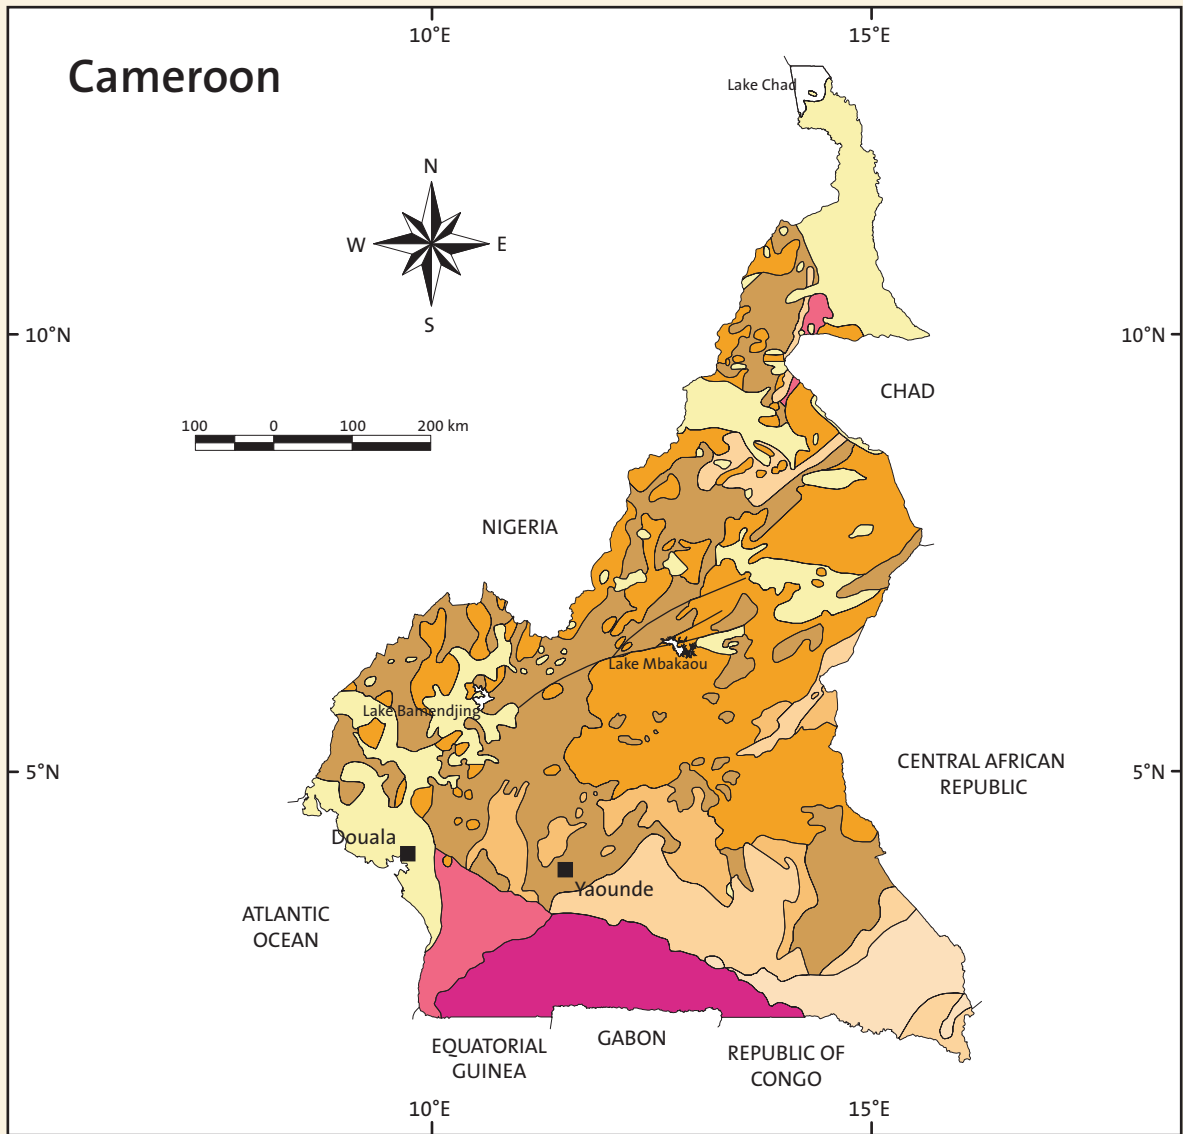 10°E
15°E
Cameroon
Lake Chad
N
W
E
S
10°N
10°N
CHAD
100
0
100
200 km
NIGERIA
Lake Mbakaou
Lake Bamendjing
5°N
CENTRAL AFRICAN
REPUBLIC
5°N
Douala
Yaounde
ATLANTIC
OCEAN
GABON
EQUATORIAL
GUINEA
REPUBLIC OF
CONGO
10°E
15°E